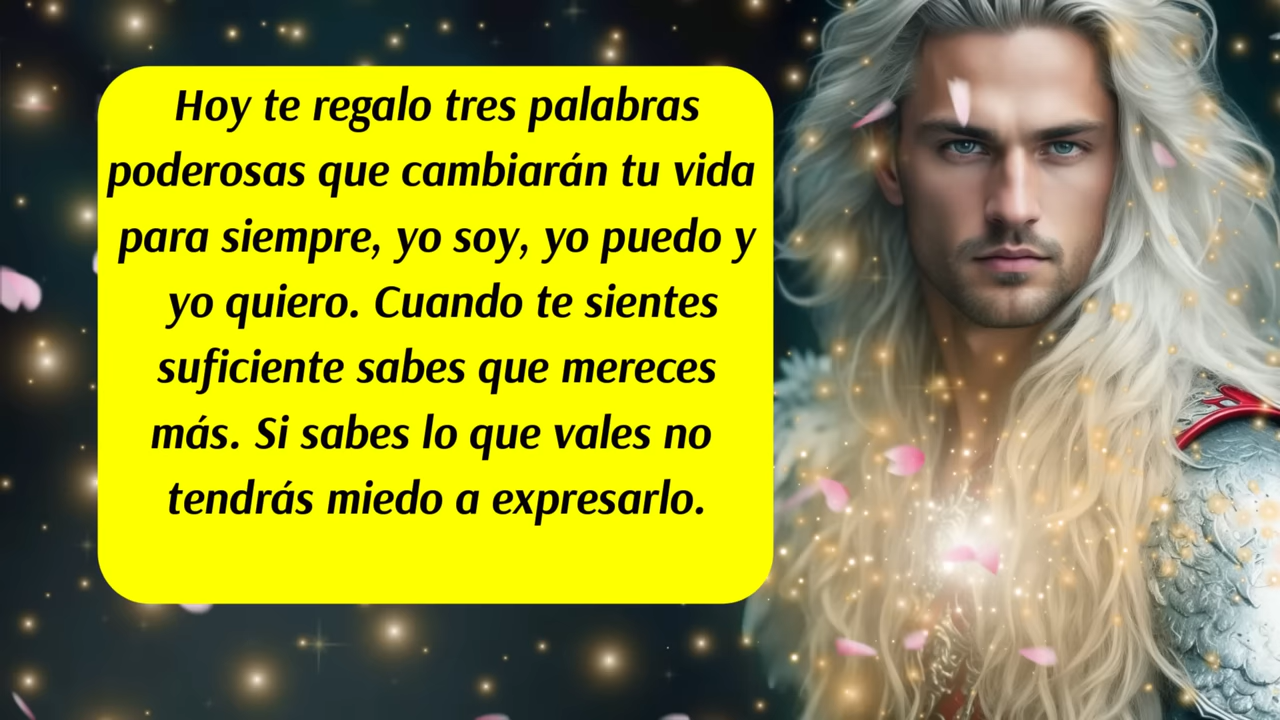 Hoy te regalo tres palabras
poderosas que cambiarán tu vida
para siempre, yo soy, yo puedo y
yo quiero. Cuando te sientes
suficiente sabes que mereces
más. Si sabes lo que vales no
tendrás miedo a expresarlo.